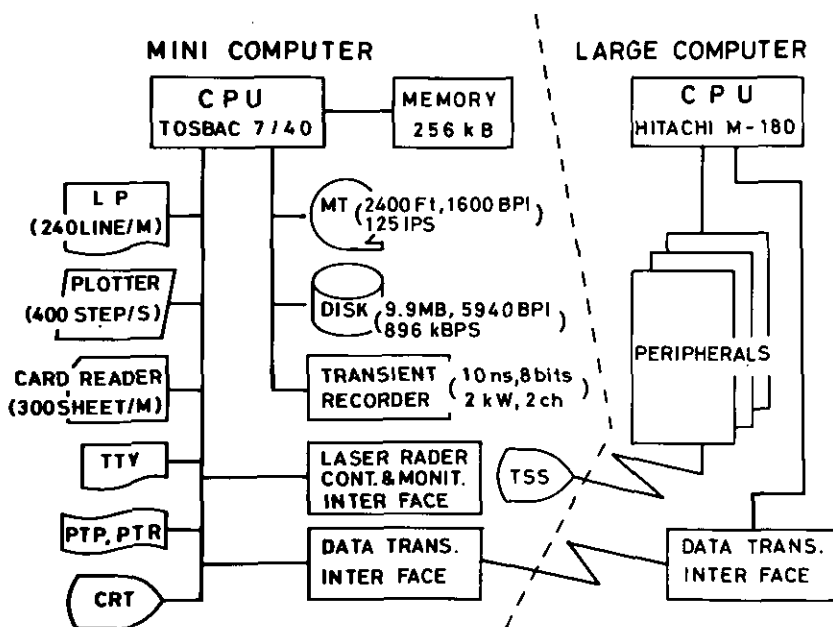 MINI COMPUTER
LARGE COMPUTER
CPU
TOSBAC 7/40
MEMORY
256 kB
CPU
HITACHI M-180
LP
(240LINE/M)
MT (2400 Ft, 1600 BPI
125 IPS)
PLOTTER
(400 STEP/S)
DISK (9.9MB, 5940 BPI
896 kBPS)
PERIPHERALS
CARD READER
(300SHEET/M)
TRANSIENT
RECORDER
(10 ns, 8bits
2 kW, 2 ch)
TTY
LASER RADER
CONT. & MONIT.
INTER FACE
TSS
PTP, PTR
DATA TRANS.
INTER FACE
DATA TRANS.
INTER FACE
CRT